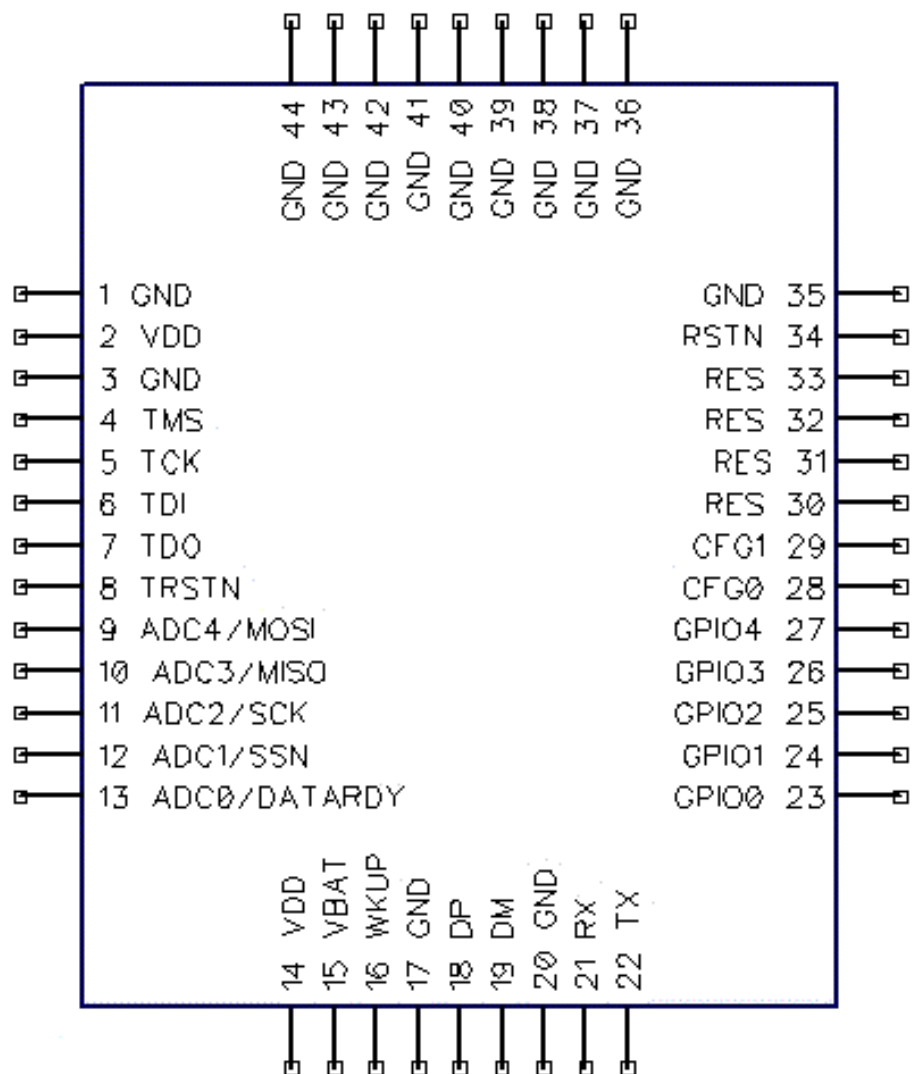 GND 44
GND 43
GND 42
GND 41
GND 40
GND 39
GND 38
GND 37
GND 36
1 GND
2 VDD
3 GND
4 TMS
5 TCK
6 TDI
7 TDO
8 TRSTN
9 ADC4/MOSI
10 ADC3/MISO
11 ADC2/SCK
12 ADC1/SSN
13 ADC0/DATARDY
GND 35
RSTN 34
RES 33
RES 32
RES 31
RES 30
CFG1 29
CFG0 28
GPIO4 27
GPIO3 26
GPIO2 25
GPIO1 24
GPIO0 23
14 VDD
15 VBAT
16 WKUP
17 GND
18 DP
19 DM
20 GND
21 RX
22 TX